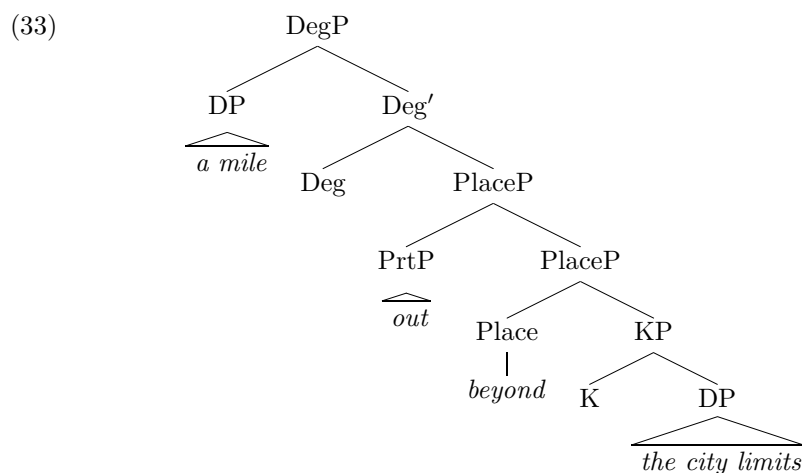 (33) DegP
DP Deg′
a mile Deg PlaceP
PrtP PlaceP
out Place KP
beyond K DP
the city limits